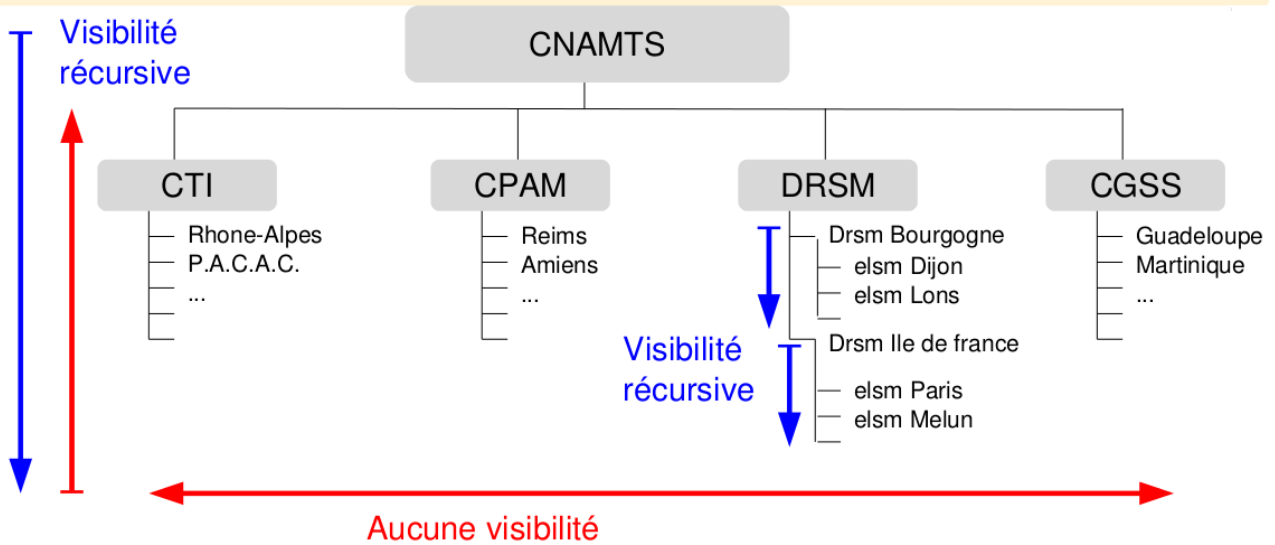 Visibilité
récursive
CNAMTS
CTI
CPAM
DRSM
CGSS
Rhone-Alpes
P.A.C.A.C.
...
Reims
Amiens
...
Drsm Bourgogne
elsm Dijon
elsm Lons
Drsm Ile de france
elsm Paris
elsm Melun
Guadeloupe
Martinique
...
Visibilité
récursive
Aucune visibilité